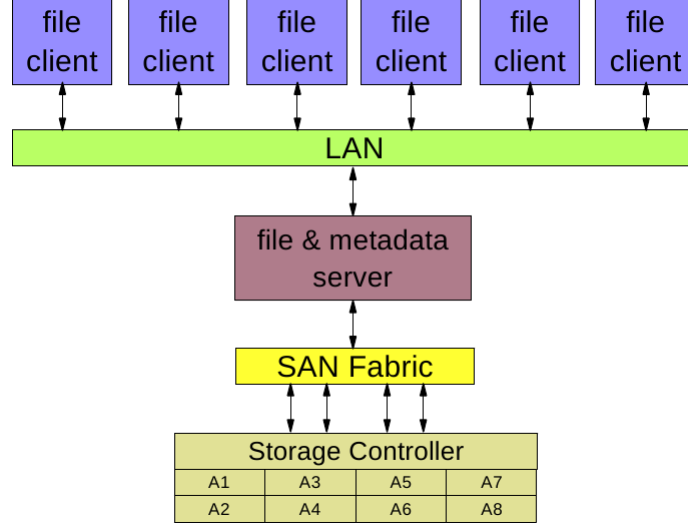 file file file file file file
client client client client client client
LAN
file & metadata
server
SAN Fabric
Storage Controller
A1 A3 A5 A7
A2 A4 A6 A8